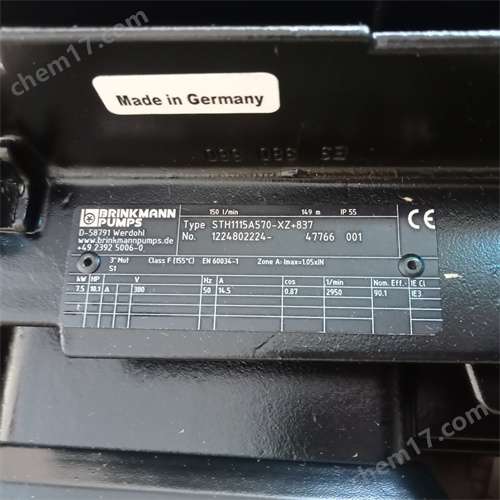 chem17.com
Made in Germany
BRINKMANN
PUMPS
D-58791 Werdohl
www.brinkmannpumps.de
+49 2392 5006-0
150 l/min 149 m IP 55
Type STH1115A570-XZ+837
No. 1224802224- 47766 001
CE
3~ Mot Class F (155°C) EN 60034-1 Zone A: Imax=1.05xIN
S1
kW HP V Hz A cos 1/min Nom. Eff.- IE Cl
7.5 10.1 Δ 380 50 14.5 0.87 2950 90.1 IE3
chem17.com
chem17.com